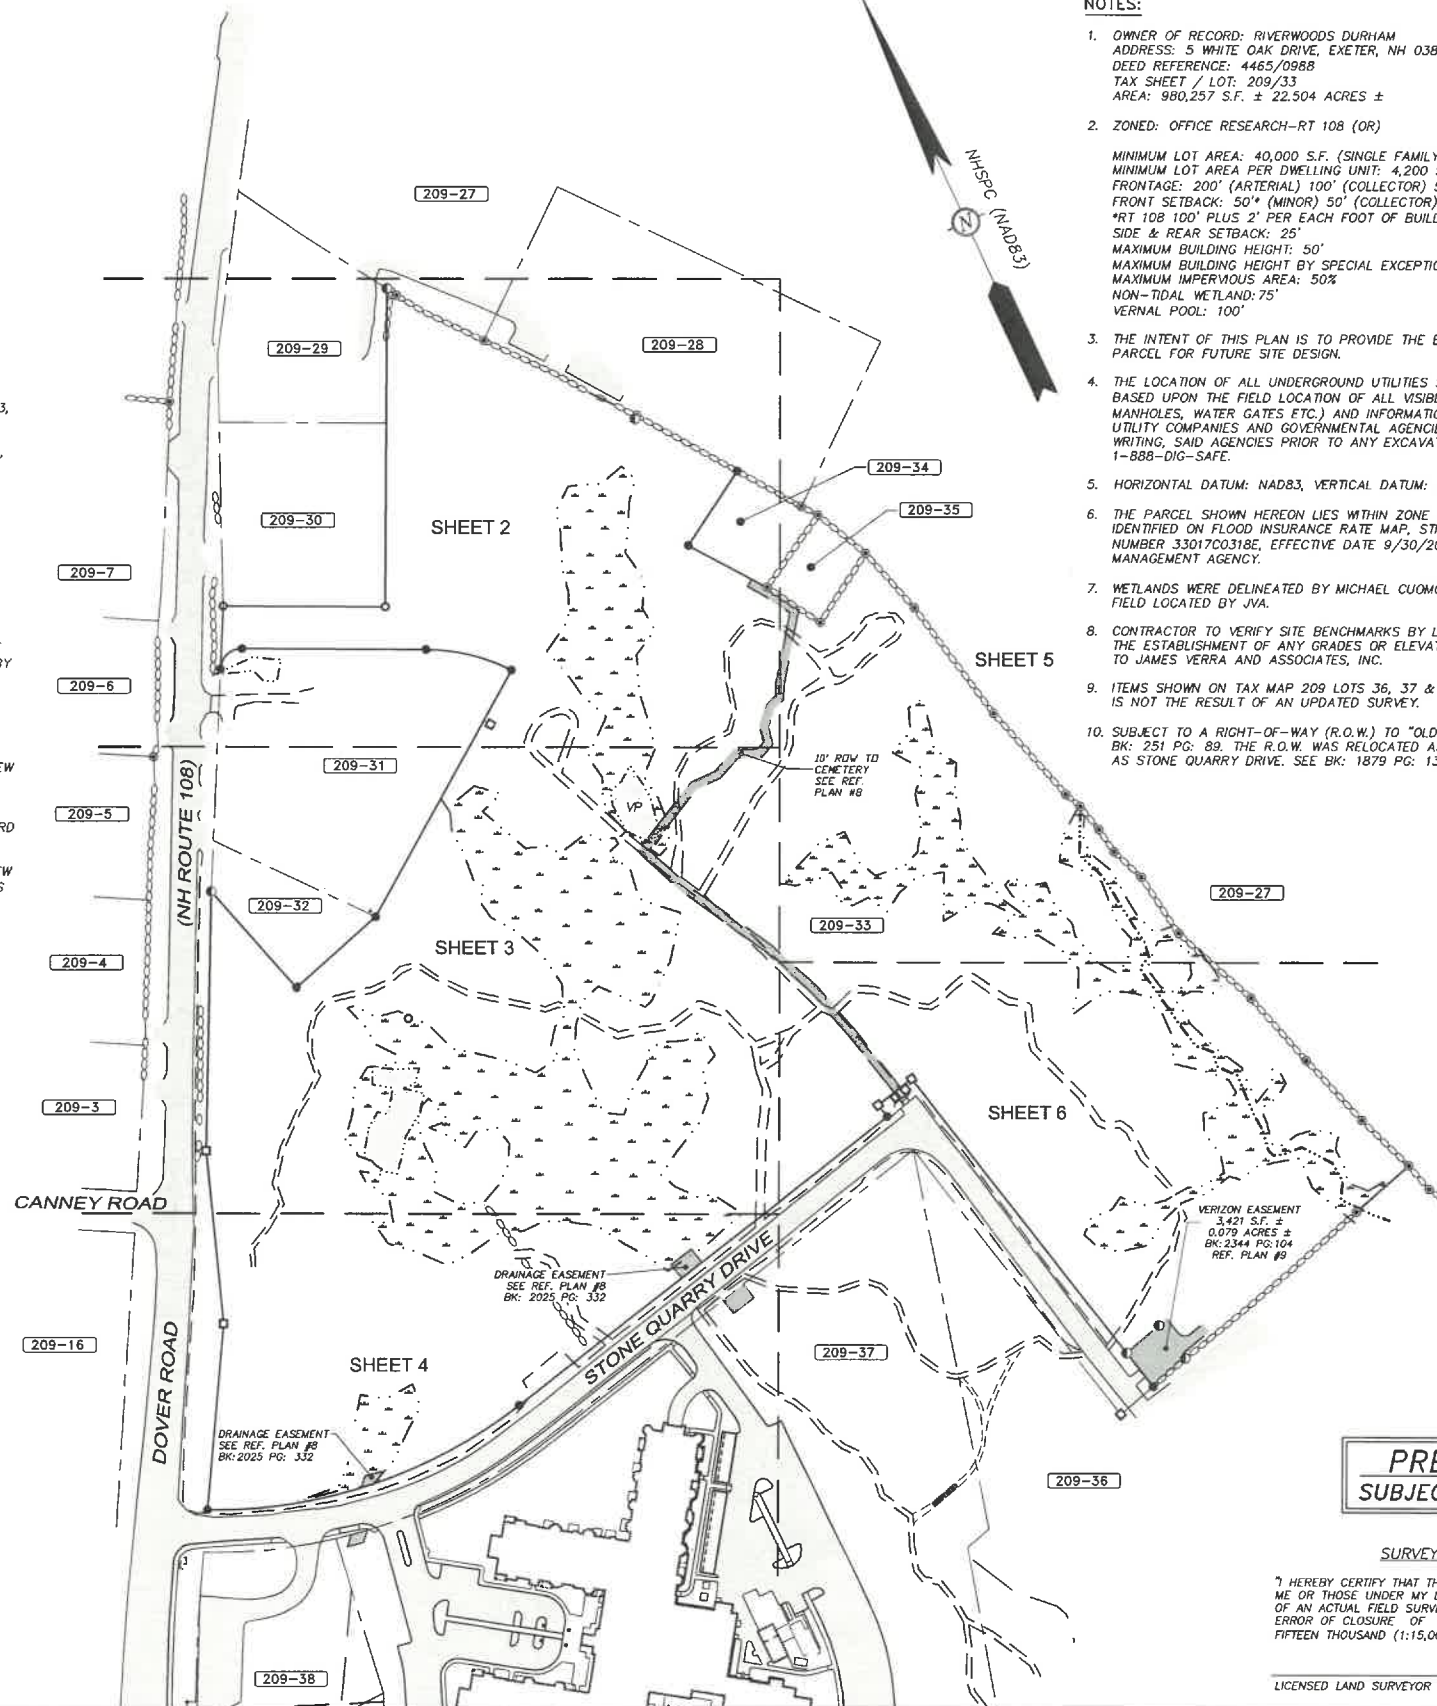 NOTES:
1. OWNER OF RECORD: RIVERWOODS DURHAM
ADDRESS: 5 WHITE OAK DRIVE, EXETER, NH 038
DEED REFERENCE: 4465/0988
TAX SHEET / LOT: 209/33
AREA: 980,257 S.F. ± 22.504 ACRES ±
2. ZONED: OFFICE RESEARCH-RT 108 (OR)
MINIMUM LOT AREA: 40,000 S.F. (SINGLE FAMILY
MINIMUM LOT AREA PER DWELLING UNIT: 4,200
FRONTAGE: 200' (ARTERIAL) 100' (COLLECTOR)
FRONT SETBACK: 50'* (MINOR) 50' (COLLECTOR)
*RT 108 100' PLUS 2' PER EACH FOOT OF BUIL
SIDE & REAR SETBACK: 25'
MAXIMUM BUILDING HEIGHT: 50'
MAXIMUM BUILDING HEIGHT BY SPECIAL EXCEPTI
MAXIMUM IMPERVIOUS AREA: 50%
NON-TIDAL WETLAND: 75'
VERNAL POOL: 100'
3. THE INTENT OF THIS PLAN IS TO PROVIDE THE
PARCEL FOR FUTURE SITE DESIGN.
4. THE LOCATION OF ALL UNDERGROUND UTILITIES
BASED UPON THE FIELD LOCATION OF ALL VISIBL
MANHOLES, WATER GATES ETC.) AND INFORMATIO
UTILITY COMPANIES AND GOVERNMENTAL AGENCIE
WRITING, SAID AGENCIES PRIOR TO ANY EXCAVAT
1-888-DIG-SAFE.
5. HORIZONTAL DATUM: NAD83, VERTICAL DATUM:
6. THE PARCEL SHOWN HEREON LIES WITHIN ZONE
IDENTIFIED ON FLOOD INSURANCE RATE MAP, ST
NUMBER 33017C0318E, EFFECTIVE DATE 9/30/20
MANAGEMENT AGENCY.
7. WETLANDS WERE DELINEATED BY MICHAEL CUOMO
FIELD LOCATED BY JVA.
8. CONTRACTOR TO VERIFY SITE BENCHMARKS BY L
THE ESTABLISHMENT OF ANY GRADES OR ELEVAT
TO JAMES VERRA AND ASSOCIATES, INC.
9. ITEMS SHOWN ON TAX MAP 209 LOTS 36, 37 &
IS NOT THE RESULT OF AN UPDATED SURVEY.
10. SUBJECT TO A RIGHT-OF-WAY (R.O.W.) TO "OLD
BK: 251 PG: 89. THE R.O.W. WAS RELOCATED A
AS STONE QUARRY DRIVE. SEE BK: 1879 PG: 13
NHSPC (NAD83)
N
209-27
209-29
209-28
3,
209-34
209-35
209-30
SHEET 2
209-7
SHEET 5
BY
209-6
209-31
10' ROW TO
CEMETERY
SEE REF.
PLAN #8
EW
VP
209-5
RD
(NH ROUTE 108)
EW
S
209-27
209-32
209-33
SHEET 3
209-4
209-3
SHEET 6
CANNEY ROAD
VERIZON EASEMENT
3,421 S.F. ±
0.079 ACRES ±
BK: 2344 PG: 104
REF. PLAN #9
DRAINAGE EASEMENT
SEE REF. PLAN #8
BK: 2025 PG: 332
STONE QUARRY DRIVE
209-16
209-37
SHEET 4
DOVER ROAD
DRAINAGE EASEMENT
SEE REF. PLAN #8
BK: 2025 PG: 332
209-36
PRE
SUBJEC
SURVEY
"I HEREBY CERTIFY THAT TH
ME OR THOSE UNDER MY
OF AN ACTUAL FIELD SURVE
ERROR OF CLOSURE OF
FIFTEEN THOUSAND (1:15,0
209-38
LICENSED LAND SURVEYOR